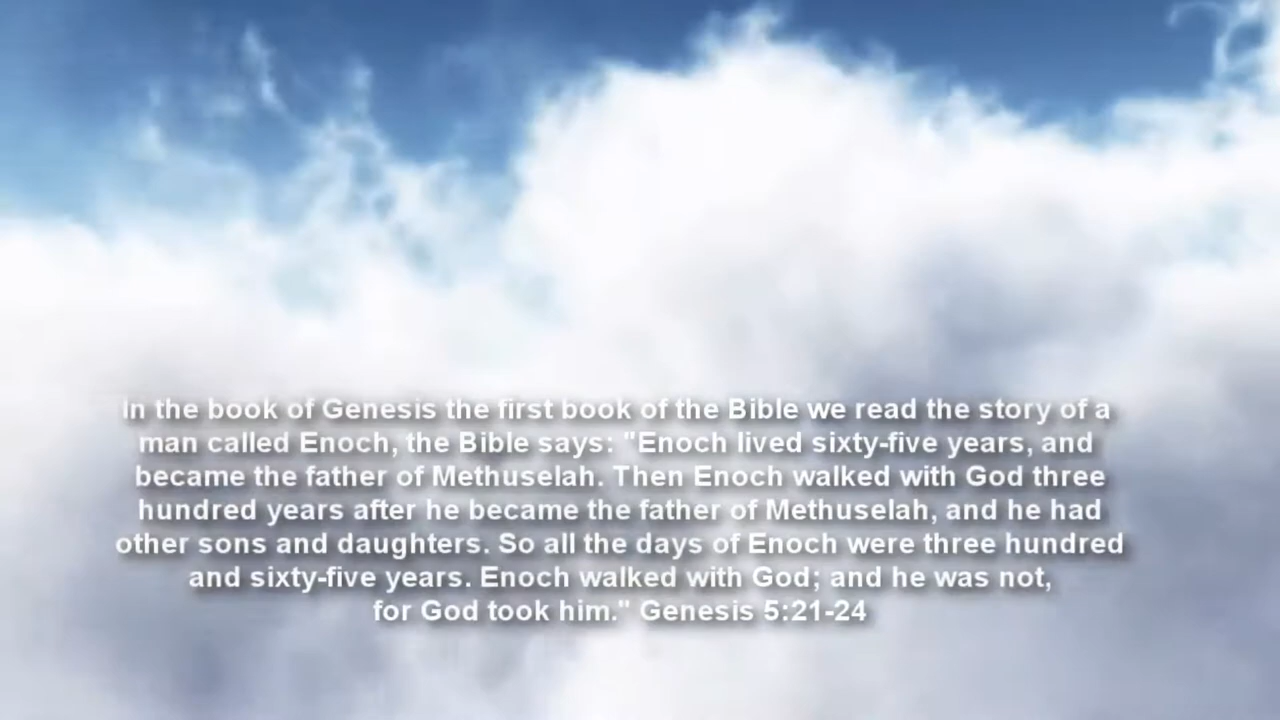 In the book of Genesis the first book of the Bible we read the story of a
man called Enoch, the Bible says: "Enoch lived sixty-five years, and
became the father of Methuselah. Then Enoch walked with God three
hundred years after he became the father of Methuselah, and he had
other sons and daughters. So all the days of Enoch were three hundred
and sixty-five years. Enoch walked with God; and he was not,
for God took him." Genesis 5:21-24